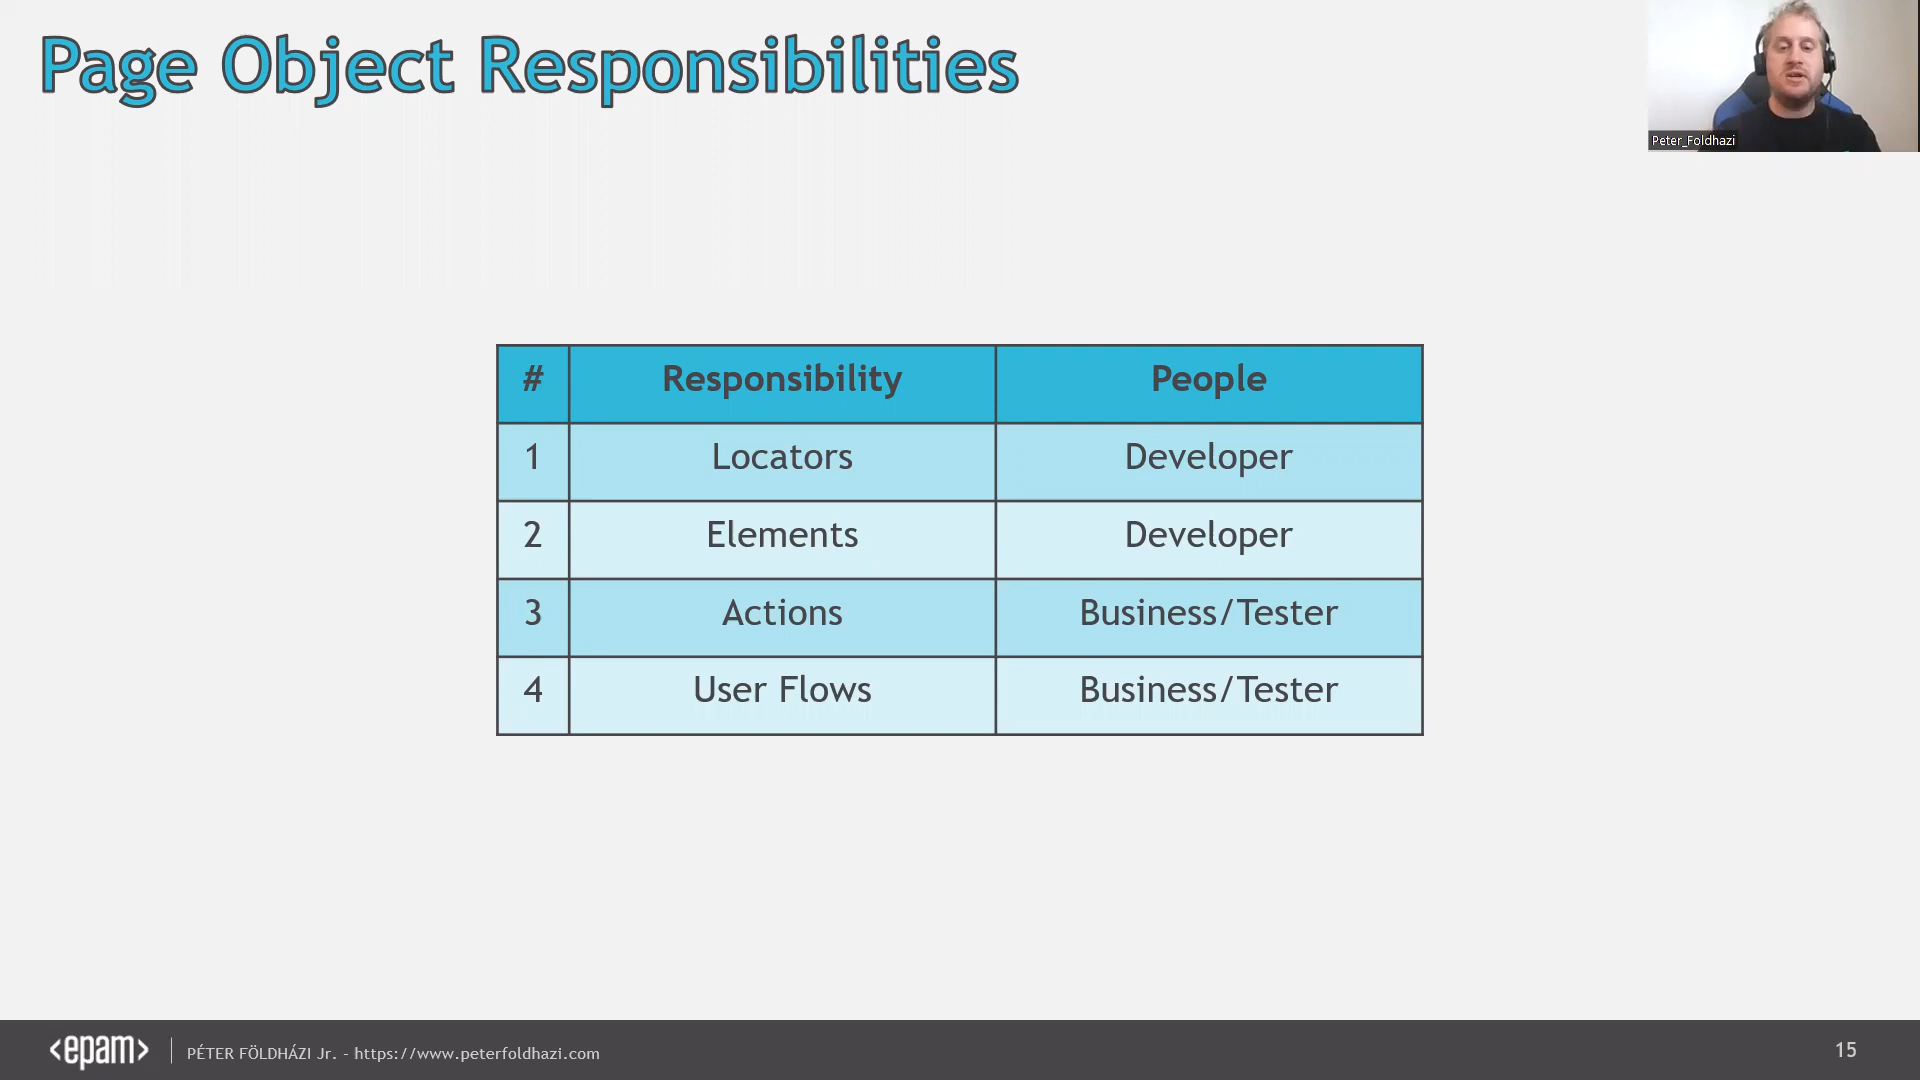 Page Object Responsibilities
Peter_Foldhazi
# Responsibility People
1 Locators Developer
2 Elements Developer
3 Actions Business/Tester
4 User Flows Business/Tester
<epam> PÉTER FÖLDHÁZI Jr. - https://www.peterfoldhazi.com 15